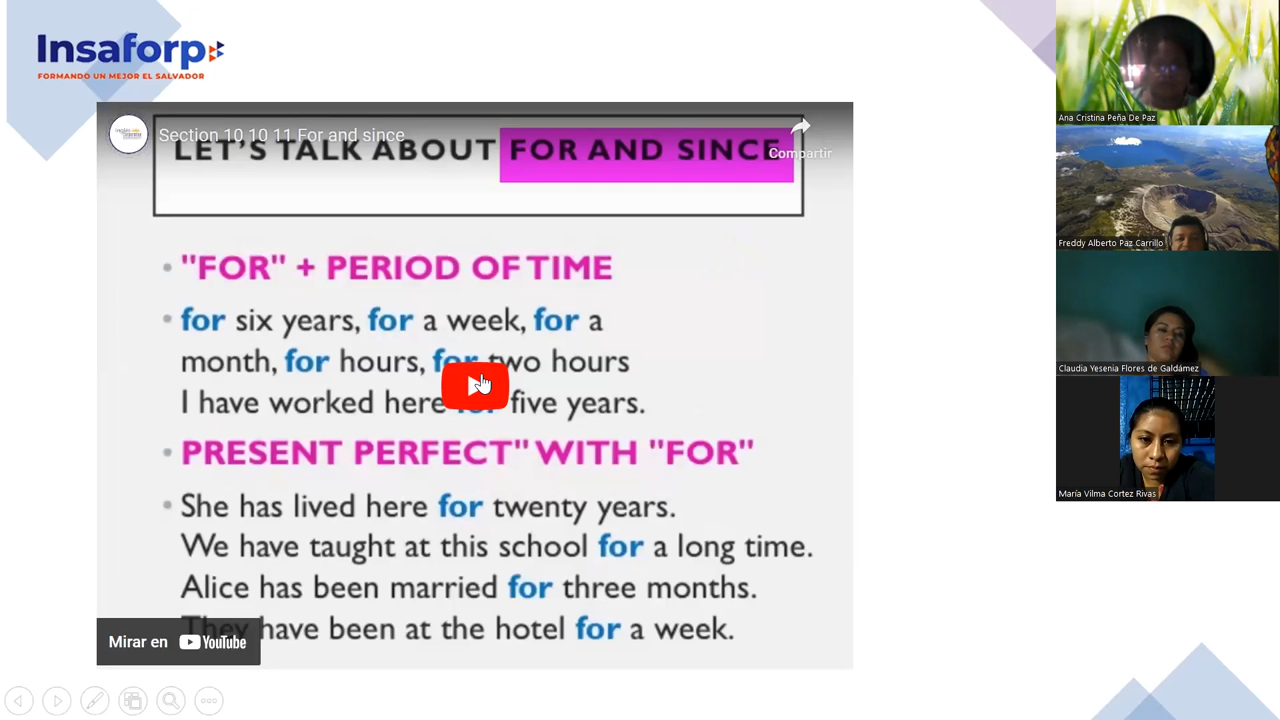 Insaforp
FORMANDO UN MEJOR EL SALVADOR
Section 10 10 11 For and since
LET'S TALK ABOUT FOR AND SINCE
Compartir
"FOR" + PERIOD OF TIME
for six years, for a week, for a
month, for hours, for two hours
I have worked here for five years.
PRESENT PERFECT" WITH "FOR"
She has lived here for twenty years.
We have taught at this school for a long time.
Alice has been married for three months.
They have been at the hotel for a week.
Mirar en YouTube
Ana Cristina Peña De Paz
Freddy Alberto Paz Carrillo
Claudia Yesenia Flores de Galdámez
María Vilma Cortez Rivas